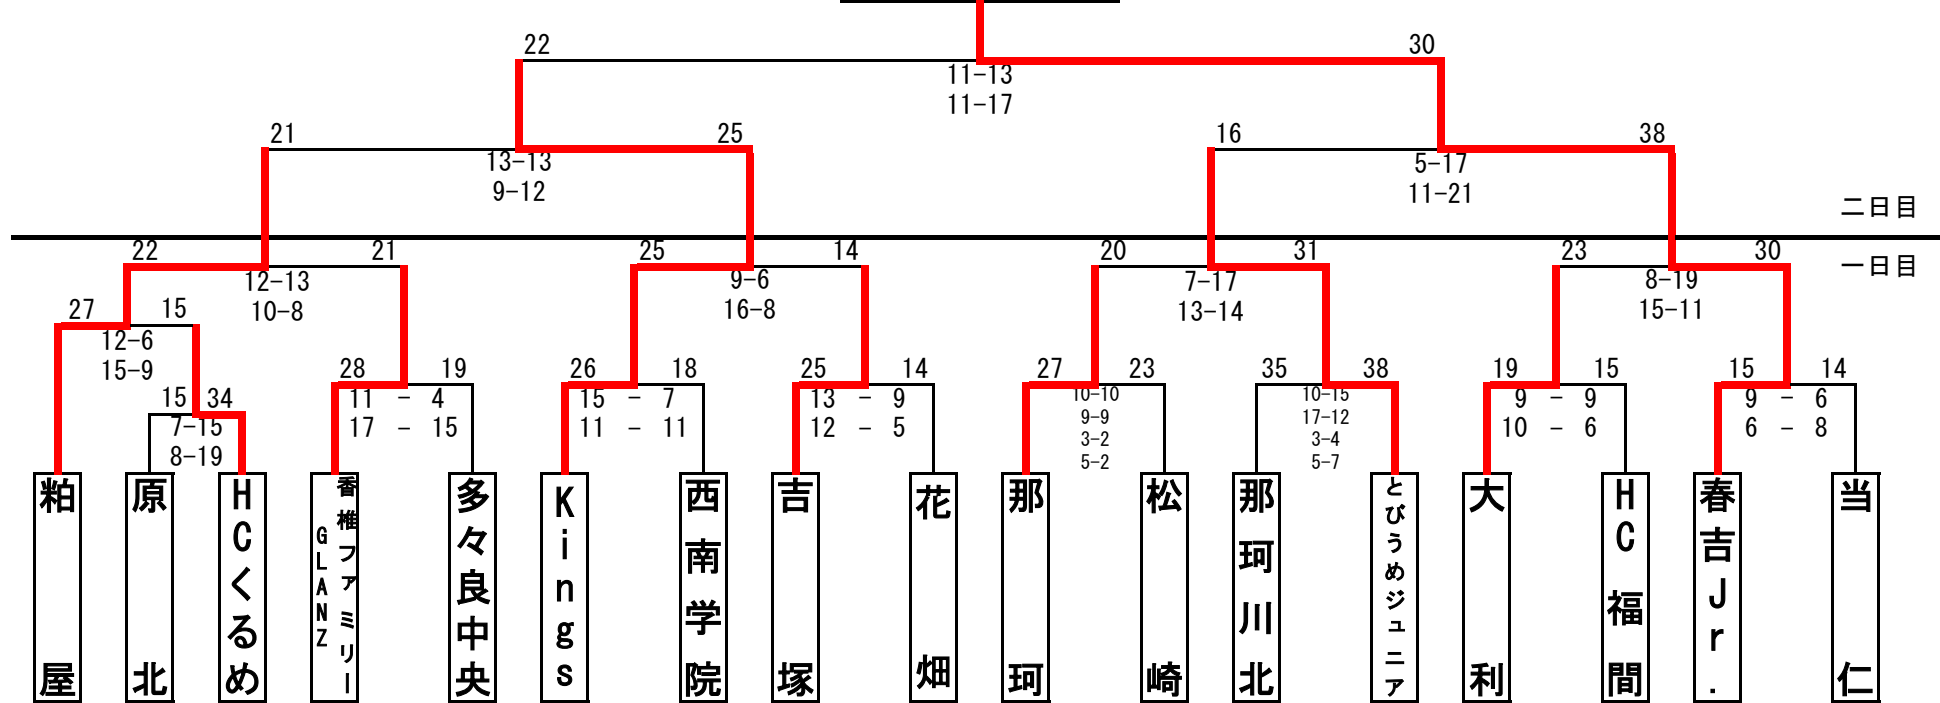 22 30
11-13
11-17
21 25 16 38
13-13 5-17
9-12 11-21
二日目
22 21 25 14 20 31 23 30
一日目
12-13 9-6 7-17 8-19
10-8 16-8 13-14 15-11
27 15
12-6
15-9
28 19 26 18 25 14 27 23 35 38 19 15 15 14
11 - 4 15 - 7 13 - 9 10-10 10-15 9 - 9 9 - 6
17 - 15 11 - 11 12 - 5 9-9 17-12 10 - 6 6 - 8
3-2 3-4
5-2 5-7
15 34
7-15
8-19
粕屋
原北
HCくるめ
香椎ファミリー
GLANZ
多々良中央
Kings
西南学院
吉塚
花畑
那珂
松崎
那珂川北
とびうめジュニア
大利
HC福間
春吉Jr.
当仁